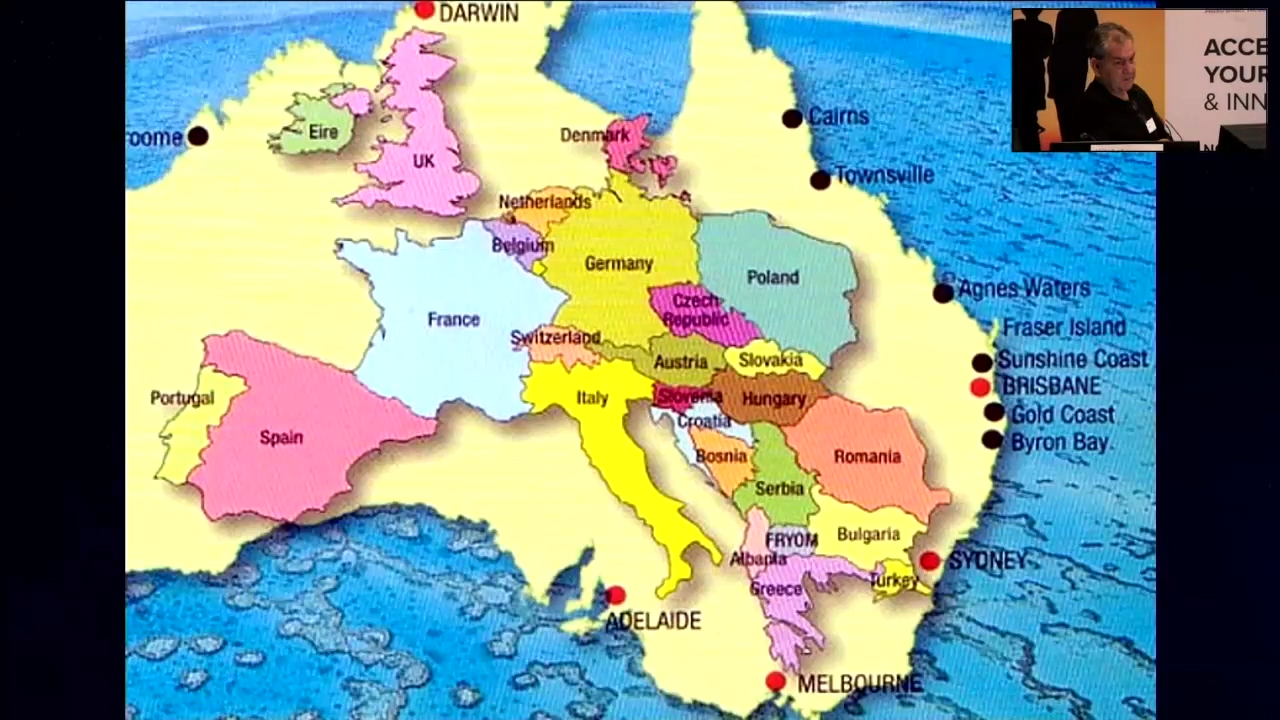 DARWIN
ACCE
YOUR
& INN
oome
Eire
UK
Denmark
Cairns
Townsville
Netherlands
Belgium
Germany
Poland
Agnes Waters
Fraser Island
Czech
Republic
France
Switzerland
Austria
Slovakia
Sunshine Coast
BRISBANE
Portugal
Italy
Slovenia
Hungary
Gold Coast
Croatia
Byron Bay
Spain
Bosnia
Romania
Serbia
FRYOM
Bulgaria
Albania
SYDNEY
Greece
Turkey
ADELAIDE
MELBOURNE